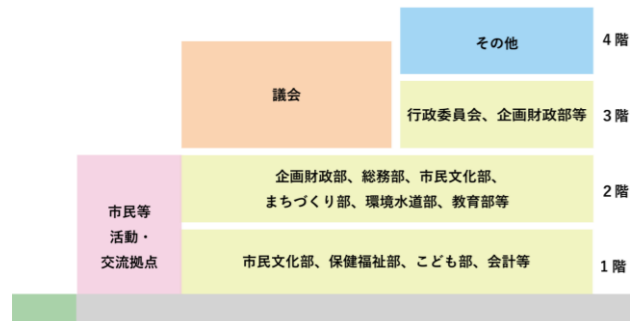 その他
4 階
議会
行政委員会、企画財政部等
3 階
企画財政部、総務部、市民文化部、
まちづくり部、環境水道部、教育部等
2 階
市民等
活動・
交流拠点
市民文化部、保健福祉部、こども部、会計等
1 階